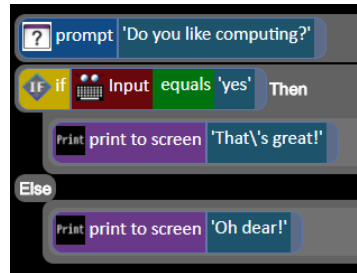 ? prompt 'Do you like computing?'
IF if Input equals 'yes' Then
Print print to screen 'That\'s great!'
Else
Print print to screen 'Oh dear!'